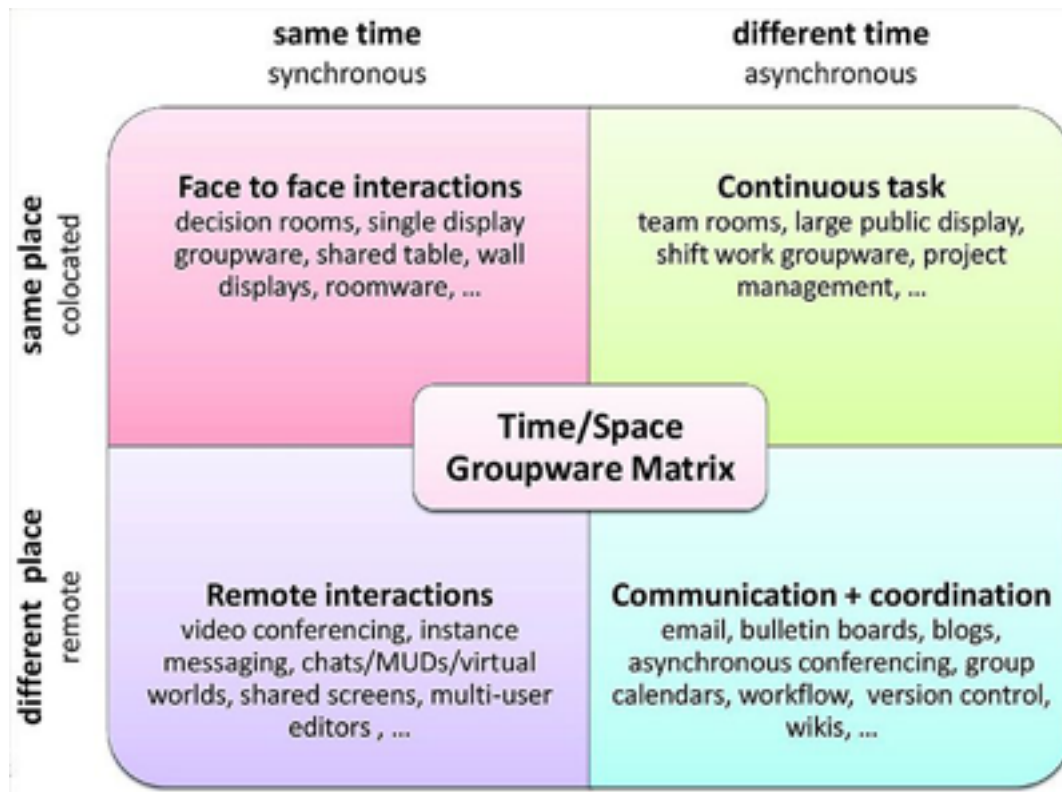 same time
synchronous
different time
asynchronous
same place
colocated
Face to face interactions
decision rooms, single display
groupware, shared table, wall
displays, roomware, ...
Continuous task
team rooms, large public display,
shift work groupware, project
management, ...
Time/Space
Groupware Matrix
different place
remote
Remote interactions
video conferencing, instance
messaging, chats/MUDs/virtual
worlds, shared screens, multi-user
editors , ...
Communication + coordination
email, bulletin boards, blogs,
asynchronous conferencing, group
calendars, workflow, version control,
wikis, ...